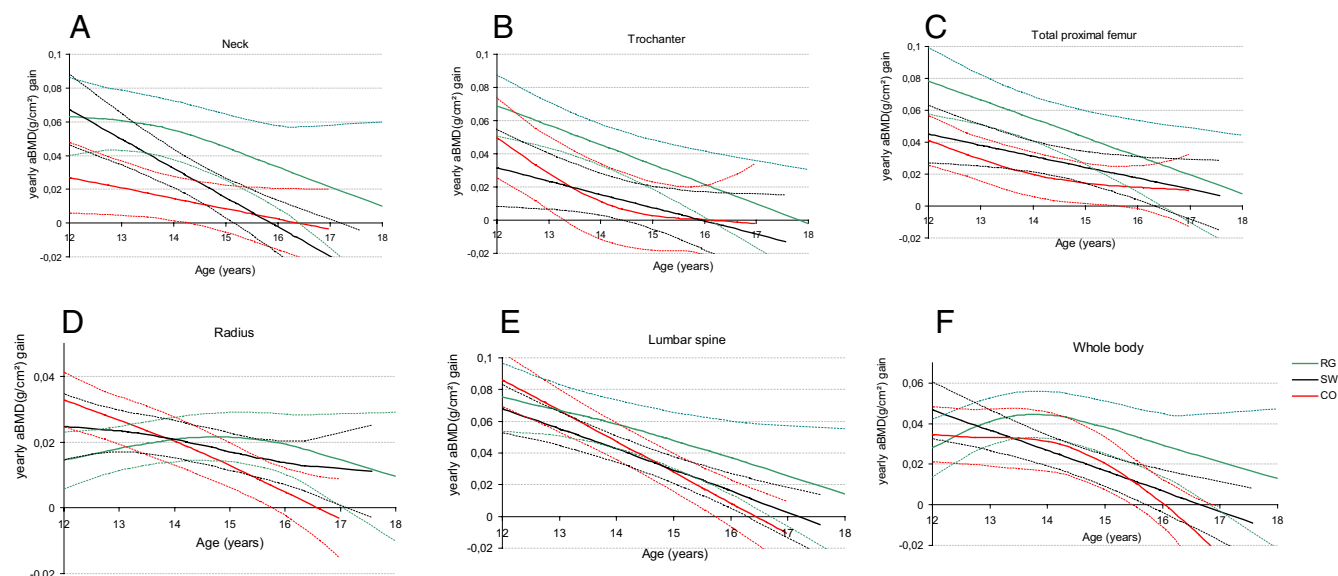 A
Neck
yearly aBMD(g/cm²) gain
0,1
0,08
0,06
0,04
0,02
0
-0,02
12 13 14 15 16 17 18
Age (years)
B
Trochanter
yearly aBMD(g/cm²) gain
0,1
0,08
0,06
0,04
0,02
0
-0,02
12 13 14 15 16 17 18
Age (years)
C
Total proximal femur
yearly aBMD(g/cm²) gain
0,1
0,08
0,06
0,04
0,02
0
-0,02
12 13 14 15 16 17 18
Age (years)
D
Radius
yearly aBMD(g/cm²) gain
0,04
0,02
0
12 13 14 15 16 17 18
Age (years)
-0,02
E
Lumbar spine
yearly aBMD(g/cm²) gain
0,1
0,08
0,06
0,04
0,02
0
-0,02
12 13 14 15 16 17 18
Age (years)
F
Whole body
yearly aBMD(g/cm²) gain
0,06
0,04
0,02
0
-0,02
12 13 14 15 16 17 18
Age (years)
RG
SW
CO